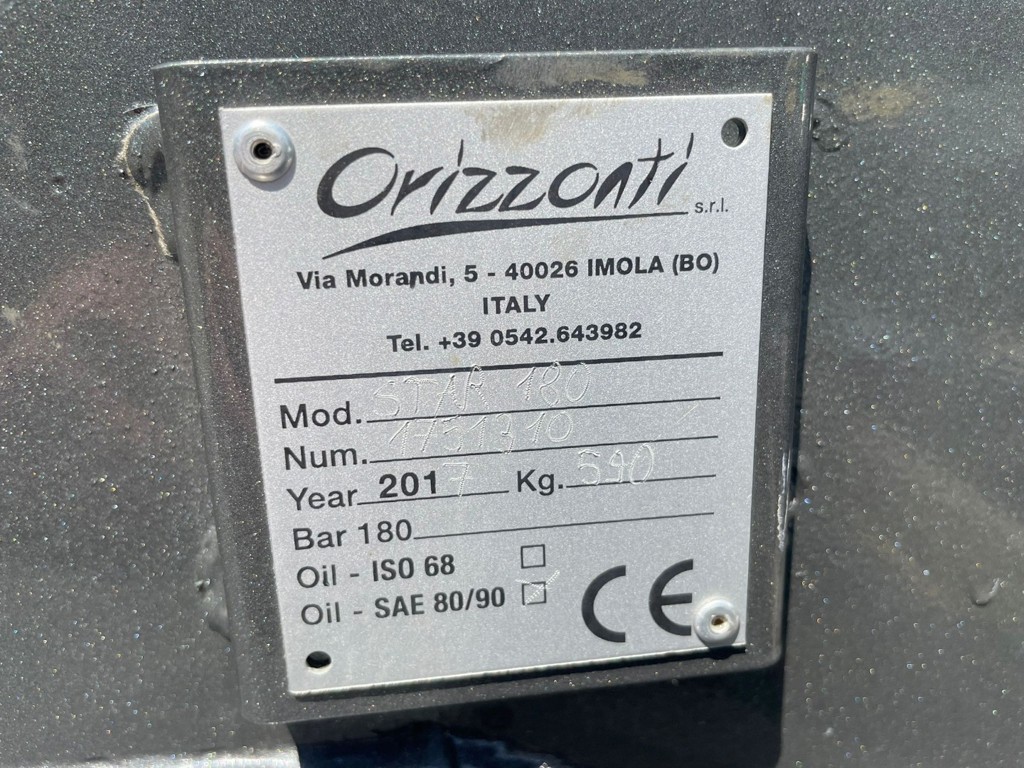 Orizzonti s.r.l.
Via Morandi, 5 - 40026 IMOLA (BO)
ITALY
Tel. +39 0542.643982
Mod. STAR 180
Num. 1751310
Year 2017 Kg. 590
Bar 180
Oil - ISO 68
Oil - SAE 80/90
CE